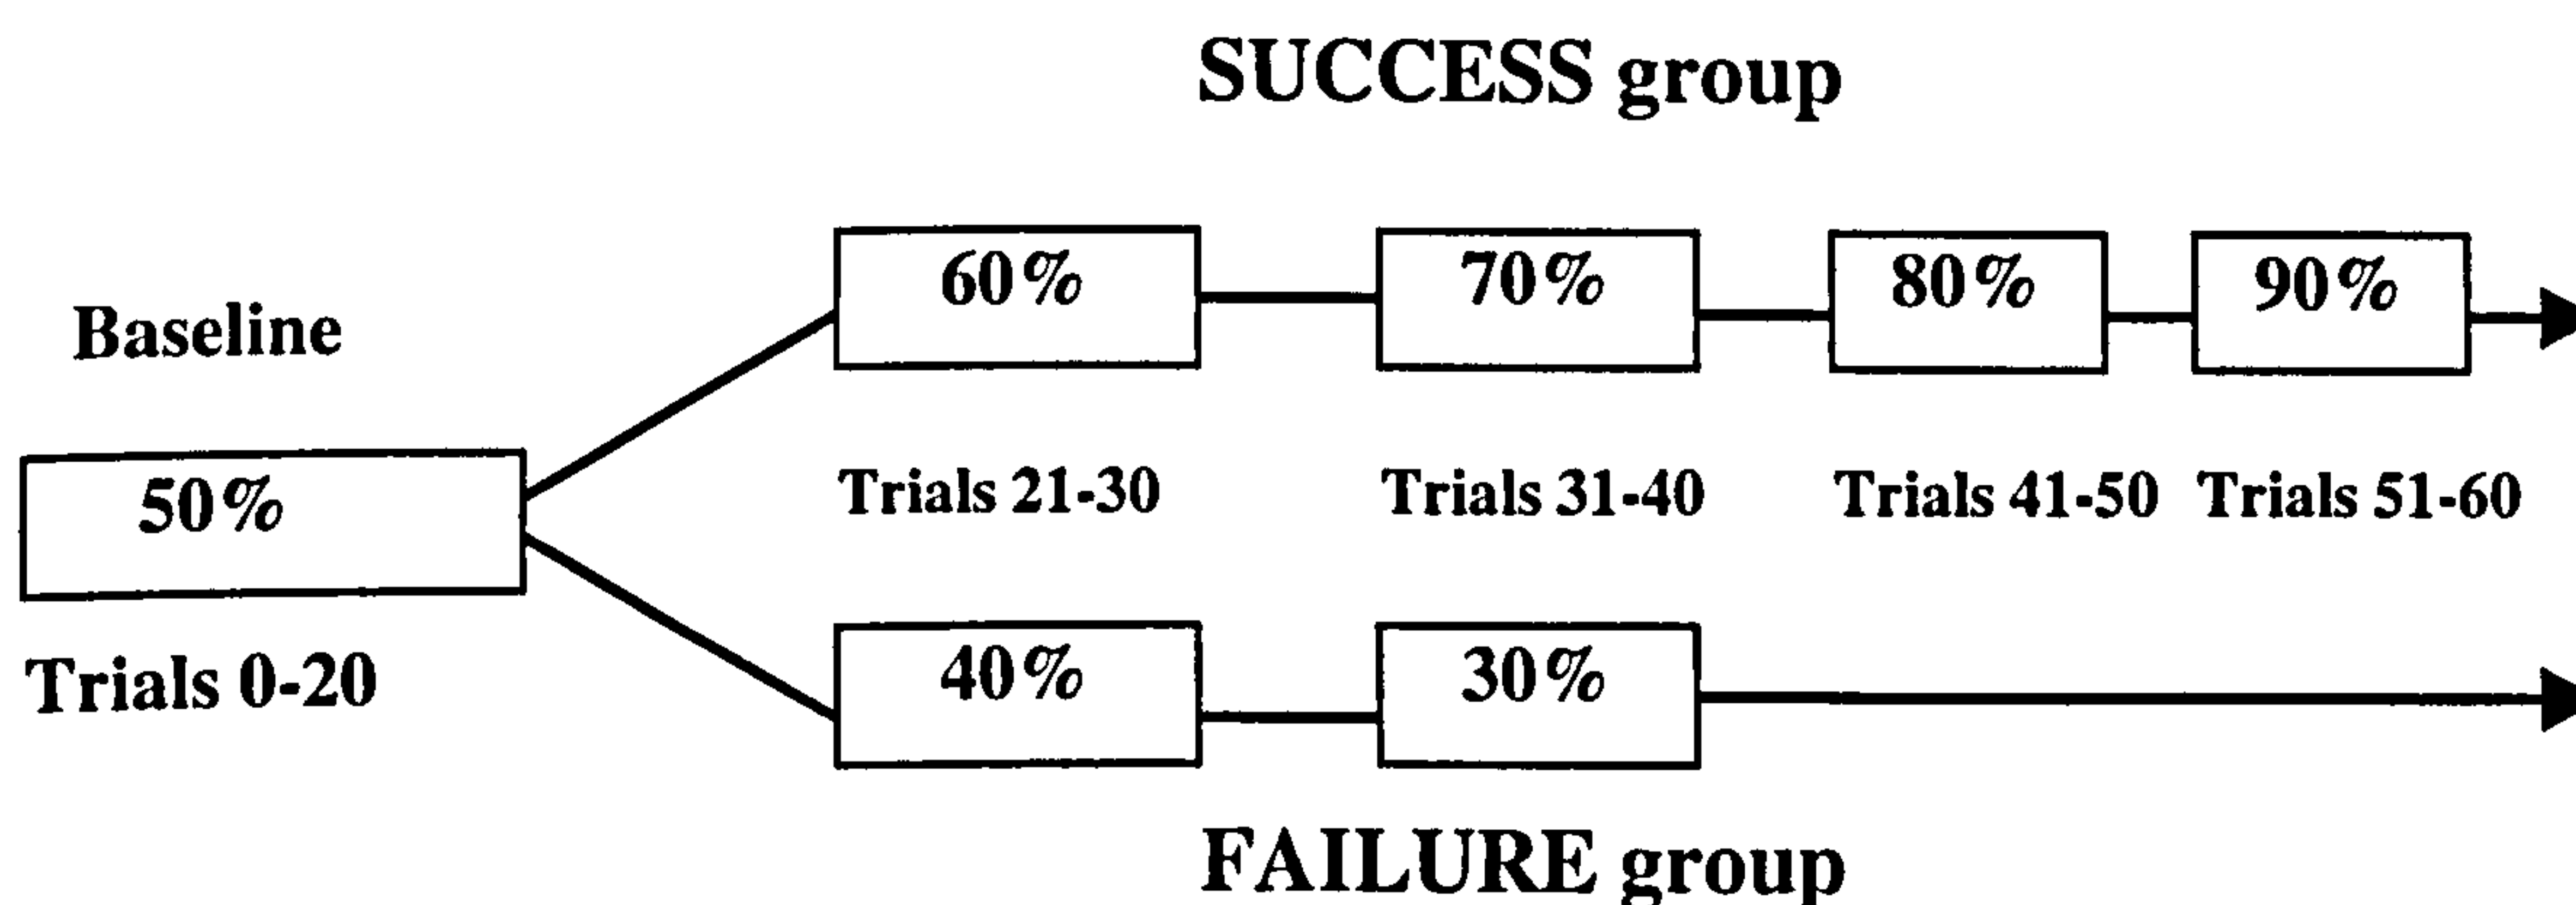 SUCCESS group
60% 70% 80% 90%
Baseline
50%
Trials 21-30 Trials 31-40 Trials 41-50 Trials 51-60
Trials 0-20
40% 30%
FAILURE group